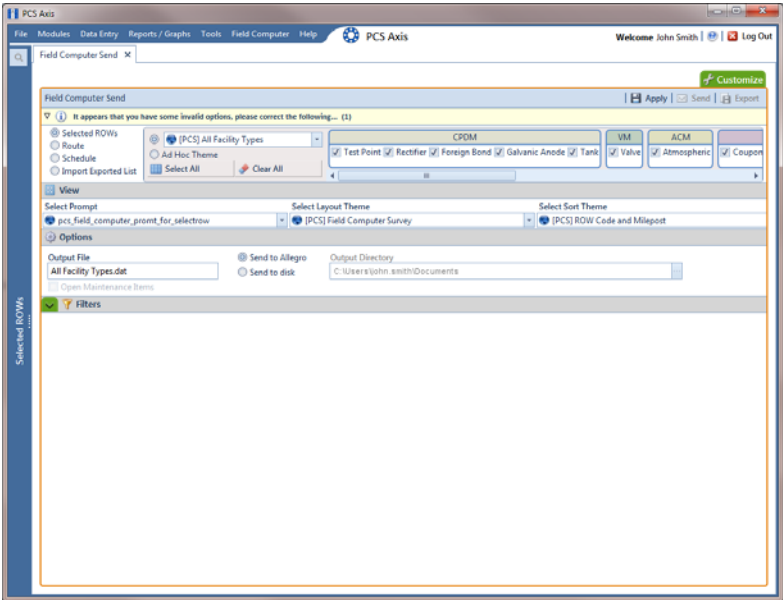 PCS Axis
File Modules Data Entry Reports / Graphs Tools Field Computer Help PCS Axis Welcome John Smith Log Out
Field Computer Send
Customize
Field Computer Send Apply Send Export
It appears that you have some invalid options, please correct the following... (1)
Selected ROWs
Route
Schedule
Import Exported List
[PCS] All Facility Types
Ad Hoc Theme
Select All Clear All
CPDM VM ACM
Test Point Rectifier Foreign Bond Galvanic Anode Tank Valve Atmospheric Coupon
View
Select Prompt Select Layout Theme Select Sort Theme
pcs_field_computer_promt_for_selectrow [PCS] Field Computer Survey [PCS] ROW Code and Milepost
Options
Output File Send to Allegro Output Directory
All Facility Types.dat Send to disk C:\Users\john.smith\Documents
Open Maintenance Items
Filters
Selected ROWs